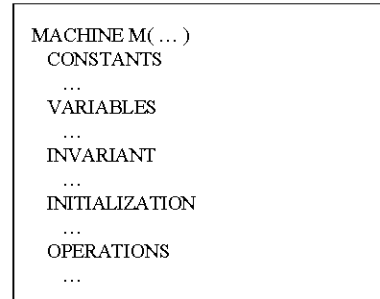 MACHINE M( … )
CONSTANTS
…
VARIABLES
…
INVARIANT
…
INITIALIZATION
…
OPERATIONS
…